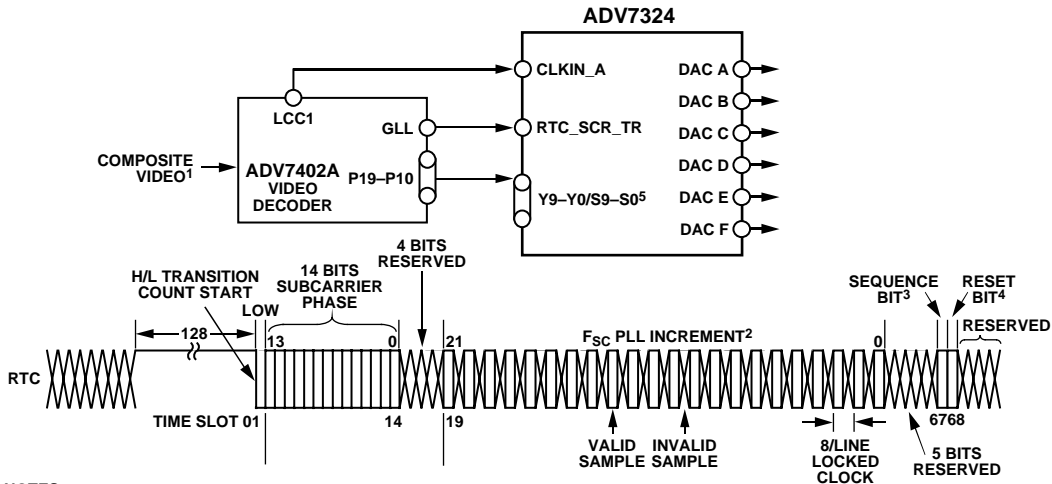 ADV7324
CLKIN_A
DAC A
DAC B
LCC1
GLL
RTC_SCR_TR
DAC C
COMPOSITE
VIDEO1
ADV7402A
VIDEO
DECODER
P19–P10
DAC D
Y9–Y0/S9–S05
DAC E
DAC F
4 BITS
RESERVED
H/L TRANSITION
COUNT START
14 BITS
SUBCARRIER
PHASE
SEQUENCE
BIT3
RESET
BIT4
LOW
128
13
0
21
FSC PLL INCREMENT2
0
RESERVED
RTC
TIME SLOT 01
14
19
6768
VALID
SAMPLE
INVALID
SAMPLE
8/LINE
LOCKED
CLOCK
5 BITS
RESERVED